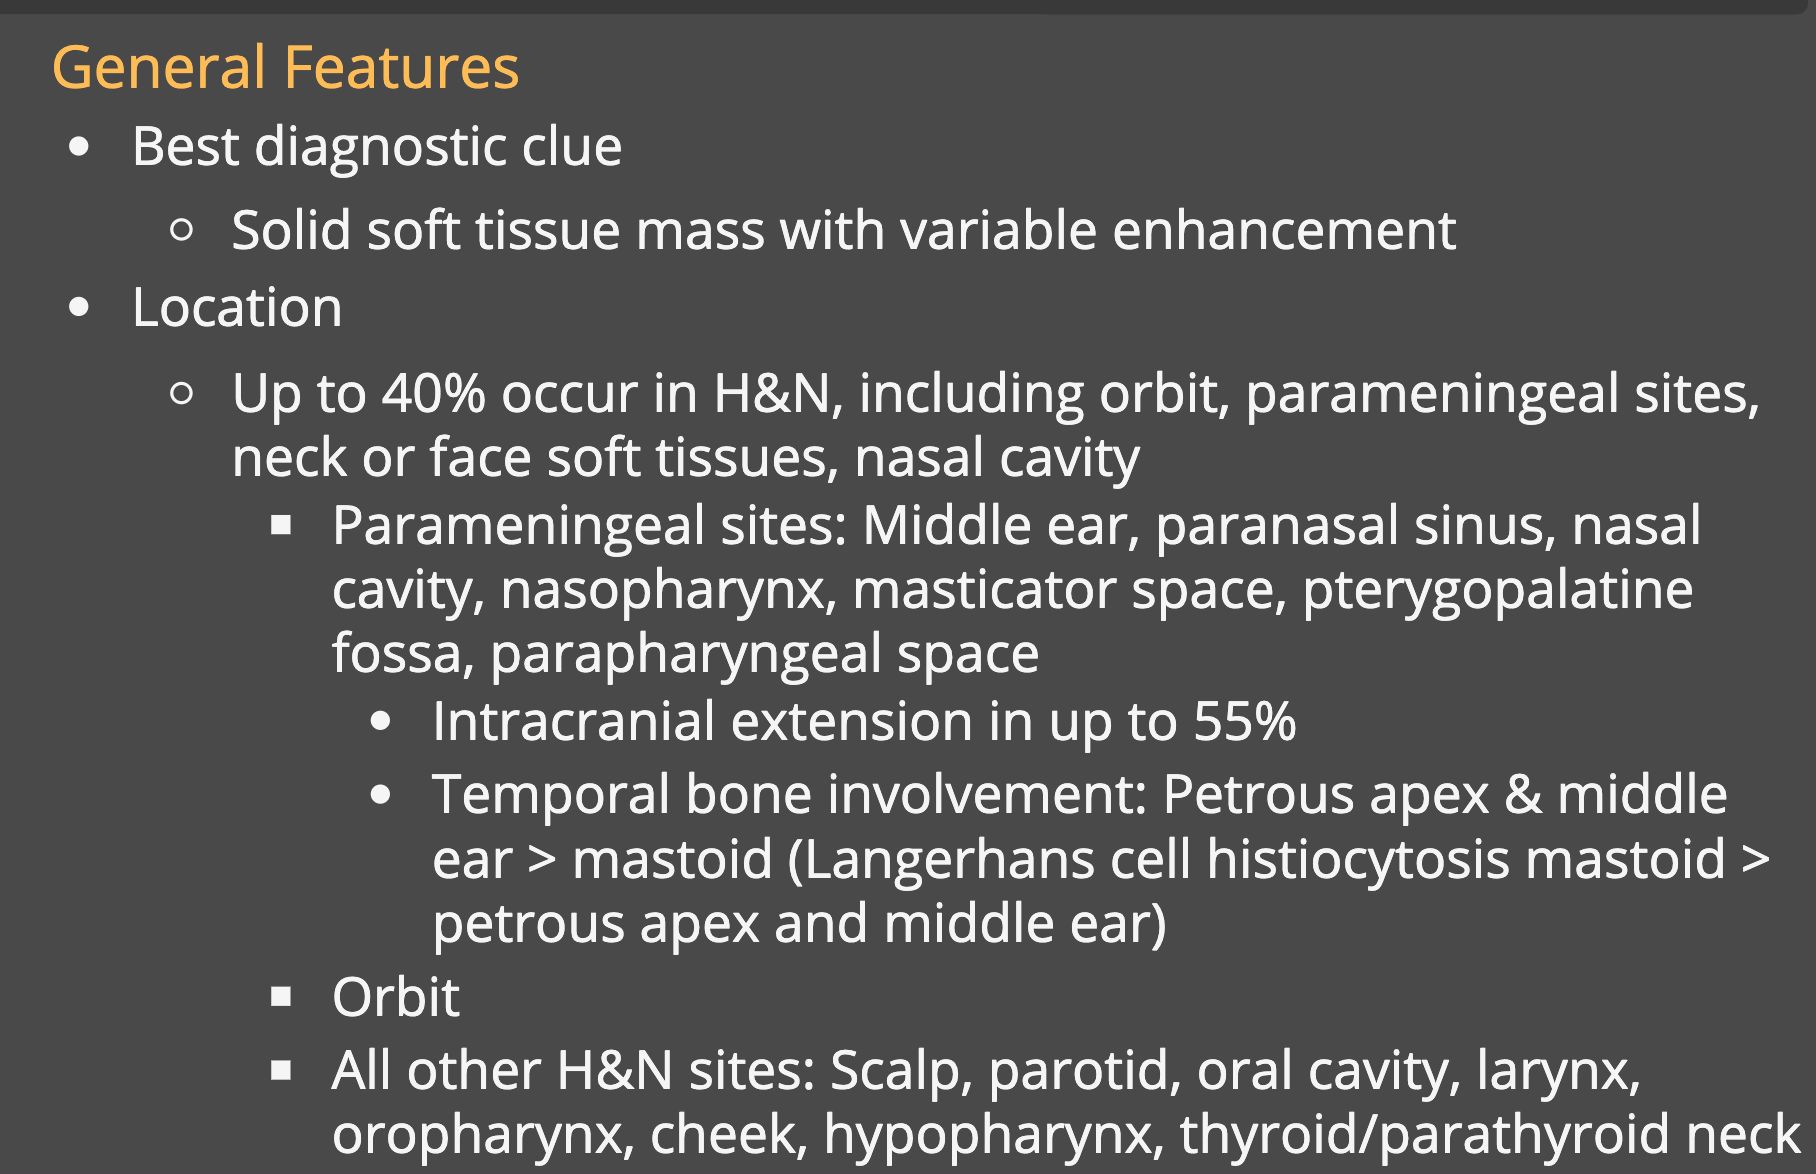 General Features
• Best diagnostic clue
○ Solid soft tissue mass with variable enhancement
• Location
○ Up to 40% occur in H&N, including orbit, parameningeal sites,
neck or face soft tissues, nasal cavity
▪ Parameningeal sites: Middle ear, paranasal sinus, nasal
cavity, nasopharynx, masticator space, pterygopalatine
fossa, parapharyngeal space
• Intracranial extension in up to 55%
• Temporal bone involvement: Petrous apex & middle
ear > mastoid (Langerhans cell histiocytosis mastoid >
petrous apex and middle ear)
▪ Orbit
▪ All other H&N sites: Scalp, parotid, oral cavity, larynx,
oropharynx, cheek, hypopharynx, thyroid/parathyroid neck